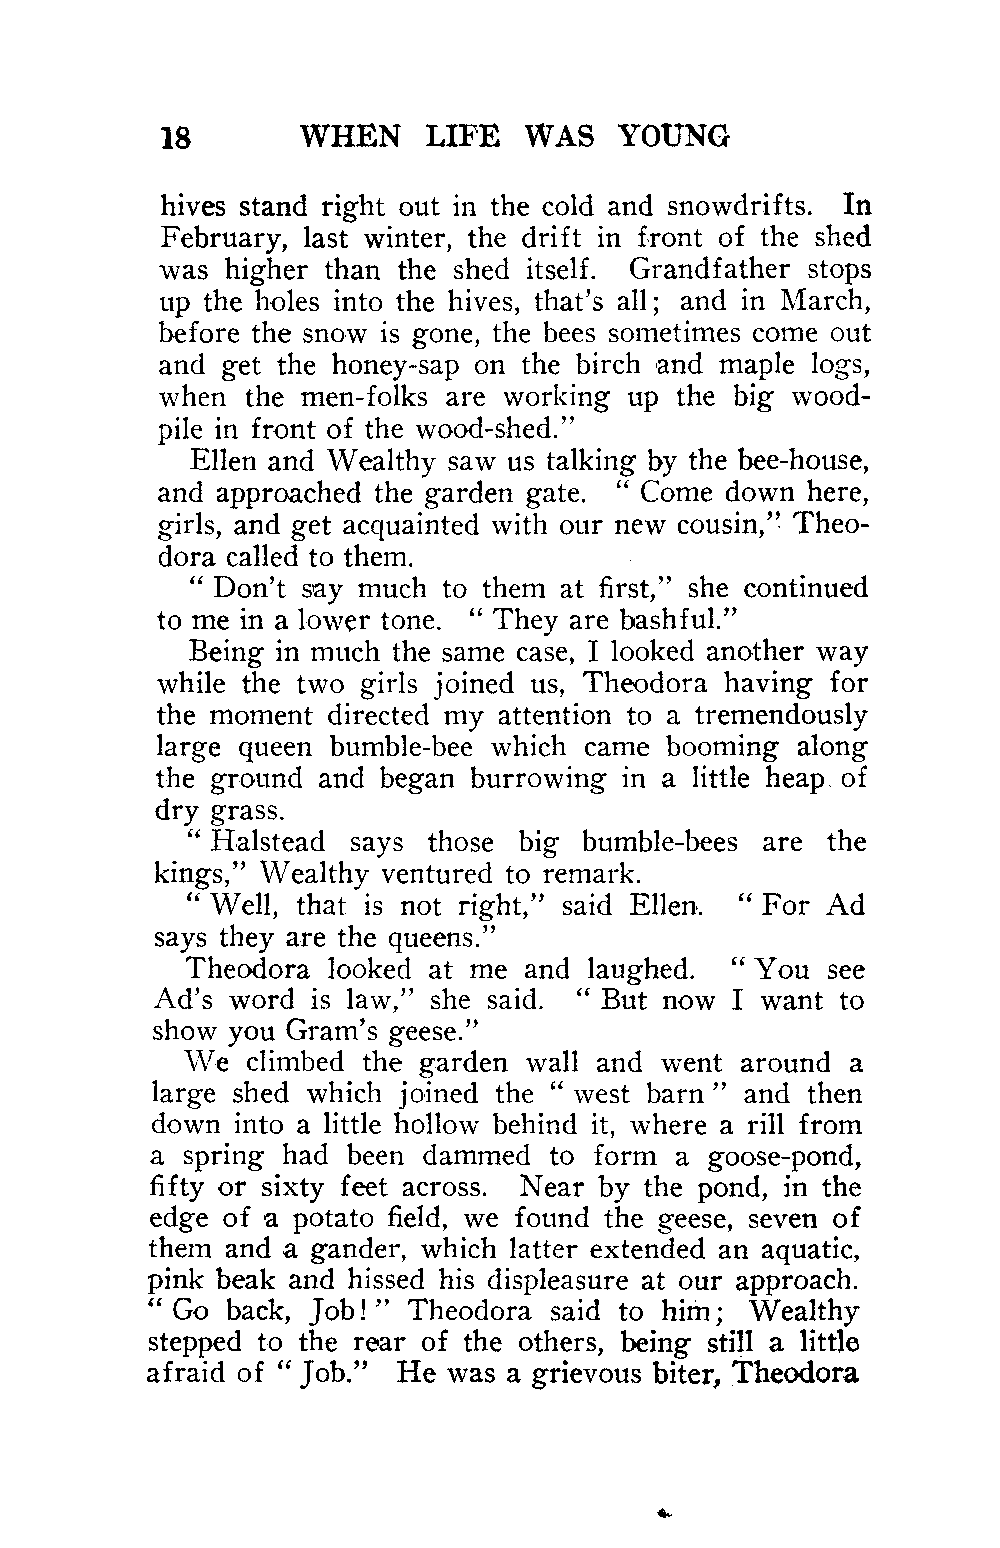 18 WHEN LIFE WAS YOUNG
hives stand right out in the cold and snowdrifts. In
February, last winter, the drift in front of the shed
was higher than the shed itself. Grandfather stops
up the holes into the hives, that's all; and in March,
before the snow is gone, the bees sometimes come out
and get the honey-sap on the birch and maple logs,
when the men-folks are working up the big wood-
pile in front of the wood-shed."
Ellen and Wealthy saw us talking by the bee-house,
and approached the garden gate. " Come down here,
girls, and get acquainted with our new cousin," Theo-
dora called to them.
" Don't say much to them at first," she continued
to me in a lower tone. " They are bashful."
Being in much the same case, I looked another way
while the two girls joined us, Theodora having for
the moment directed my attention to a tremendously
large queen bumble-bee which came booming along
the ground and began burrowing in a little heap of
dry grass.
" Halstead says those big bumble-bees are the
kings," Wealthy ventured to remark.
" Well, that is not right," said Ellen. " For Ad
says they are the queens."
Theodora looked at me and laughed. " You see
Ad's word is law," she said. " But now I want to
show you Gram's geese."
We climbed the garden wall and went around a
large shed which joined the " west barn " and then
down into a little hollow behind it, where a rill from
a spring had been dammed to form a goose-pond,
fifty or sixty feet across. Near by the pond, in the
edge of a potato field, we found the geese, seven of
them and a gander, which latter extended an aquatic,
pink beak and hissed his displeasure at our approach.
" Go back, Job! " Theodora said to him; Wealthy
stepped to the rear of the others, being still a little
afraid of " Job." He was a grievous biter, Theodora